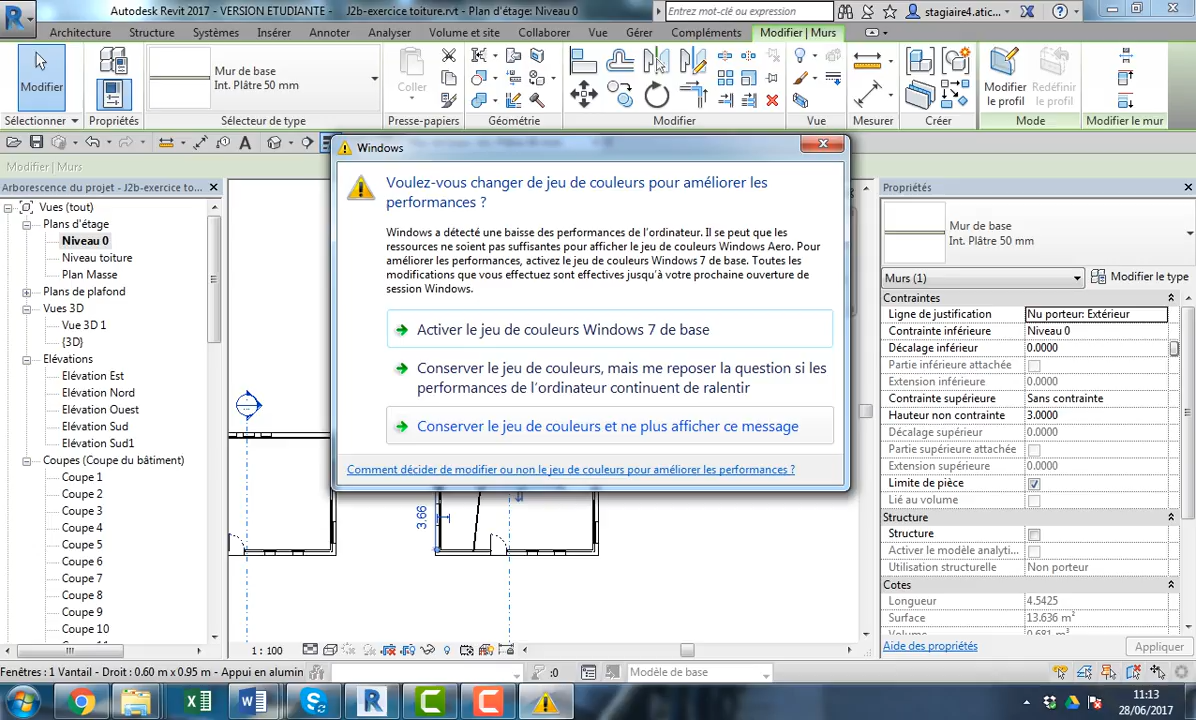 Autodesk Revit 2017 - VERSION ETUDIANTE - J2b-exercice toiture.rvt - Plan d'étage: Niveau 0
Entrez mot-clé ou expression
stagiaire4.atic...
Architecture Structure Systèmes Insérer Annoter Analyser Volume et site Collaborer Vue Gérer Compléments Modifier | Murs
Modifier
Mur de base
Int. Plâtre 50 mm
Coller
Modifier le profil
Redéfinir le profil
Sélectionner Propriétés Sélecteur de type Presse-papiers Géométrie Modifier Vue Mesurer Créer Mode Modifier le mur
Modifier | Murs
Arborescence du projet - J2b-exercice to...
Vues (tout)
Plans d'étage
Niveau 0
Niveau toiture
Plan Masse
Plans de plafond
Vues 3D
Vue 3D 1
{3D}
Elévations
Elévation Est
Elévation Nord
Elévation Ouest
Elévation Sud
Elévation Sud1
Coupes (Coupe du bâtiment)
Coupe 1
Coupe 2
Coupe 3
Coupe 4
Coupe 5
Coupe 6
Coupe 7
Coupe 8
Coupe 9
Coupe 10
Windows
Voulez-vous changer de jeu de couleurs pour améliorer les
performances ?
Windows a détecté une baisse des performances de l'ordinateur. Il se peut que les
ressources ne soient pas suffisantes pour afficher le jeu de couleurs Windows Aero. Pour
améliorer les performances, activez le jeu de couleurs Windows 7 de base. Toutes les
modifications que vous effectuez sont effectives jusqu'à votre prochaine ouverture de
session Windows.
Activer le jeu de couleurs Windows 7 de base
Conserver le jeu de couleurs, mais me reposer la question si les
performances de l'ordinateur continuent de ralentir
Conserver le jeu de couleurs et ne plus afficher ce message
Comment décider de modifier ou non le jeu de couleurs pour améliorer les performances ?
3.66
1 : 100
Propriétés
Mur de base
Int. Plâtre 50 mm
Murs (1) Modifier le type
Contraintes
Ligne de justification Nu porteur: Extérieur
Contrainte inférieure Niveau 0
Décalage inférieur 0.0000
Partie inférieure attachée
Extension inférieure 0.0000
Contrainte supérieure Sans contrainte
Hauteur non contrainte 3.0000
Décalage supérieur 0.0000
Partie supérieure attachée
Extension supérieure 0.0000
Limite de pièce
Lié au volume
Structure
Structure
Activer le modèle analyti...
Utilisation structurelle Non porteur
Cotes
Longueur 4.5425
Surface 13.636 m²
Volume 0.681 m³
Aide des propriétés Appliquer
Fenêtres : 1 Vantail - Droit : 0.60 m x 0.95 m - Appui en alumin
:0
Modèle de base
11:13
28/06/2017